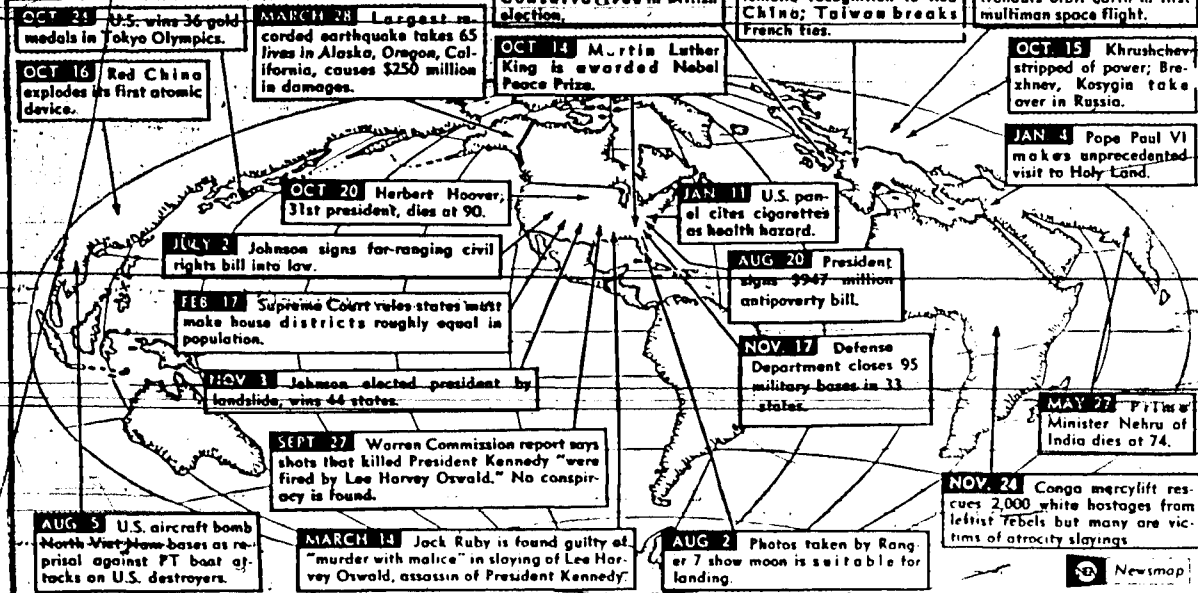 OCT 24 U.S. wins 36 gold
medals in Tokyo Olympics.
OCT 16 Red China
explodes its first atomic
device.
MARCH 28 Largest re-
corded earthquake takes 65
lives in Alaska, Oregon, Cal-
ifornia, causes $250 million
in damages.
in British
election.
OCT 14 Martin Luther
King is awarded Nobel
Peace Prize.
recognition to Red
China; Taiwan breaks
French ties.
orbit earth in first
multiman space flight.
OCT. 15 Khrushchev
stripped of power; Bre-
zhnev, Kosygin take
over in Russia.
JAN 4 Pope Paul VI
makes unprecedented
visit to Holy Land.
OCT 20 Herbert Hoover,
31st president, dies at 90.
JAN 11 U.S. pan-
el cites cigarettes
as health hazard.
JULY 2 Johnson signs far-ranging civil
rights bill into law.
AUG 20 President
signs $947 million
antipoverty bill.
FEB 17 Supreme Court rules states must
make house districts roughly equal in
population.
NOV. 17 Defense
Department closes 95
military bases in 33
states.
NOV 3 Johnson elected president by
landslide, wins 44 states.
MAY 27 Prime
Minister Nehru of
India dies at 74.
SEPT 27 Warren Commission report says
shots that killed President Kennedy "were
fired by Lee Harvey Oswald." No conspir-
acy is found.
NOV. 24 Congo mercylift res-
cues 2,000 white hostages from
leftist rebels but many are vic-
tims of atrocity slayings
AUG 5 U.S. aircraft bomb
North Viet Nam bases as re-
prisal against PT boat at-
tacks on U.S. destroyers.
MARCH 14 Jack Ruby is found guilty of
"murder with malice" in slaying of Lee Har-
vey Oswald, assassin of President Kennedy.
AUG 2 Photos taken by Rang-
er 7 show moon is suitable for
landing.
NEA Newsmap